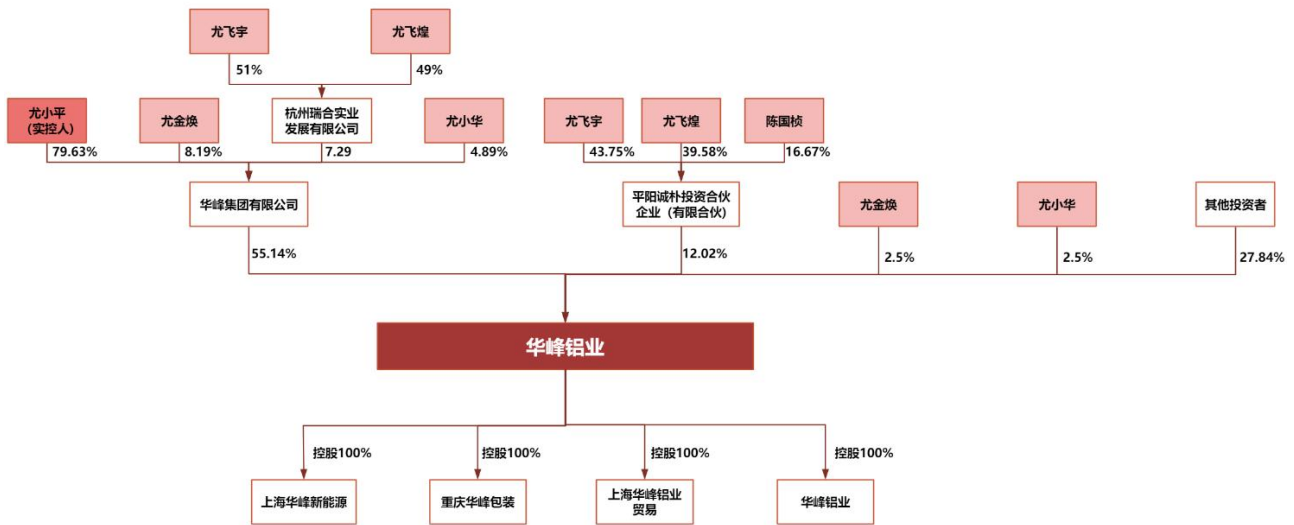 尤飞宇
尤飞煌
51%
49%
尤小平
（实控人）
尤金焕
杭州瑞合实业
发展有限公司
尤小华
尤飞宇
尤飞煌
陈国桢
79.63%
8.19%
7.29
4.89%
43.75%
39.58%
16.67%
华峰集团有限公司
平阳诚朴投资合伙
企业（有限合伙）
尤金焕
尤小华
其他投资者
55.14%
12.02%
2.5%
2.5%
27.84%
华峰铝业
控股100%
控股100%
控股100%
控股100%
上海华峰新能源
重庆华峰包装
上海华峰铝业
贸易
华峰铝业